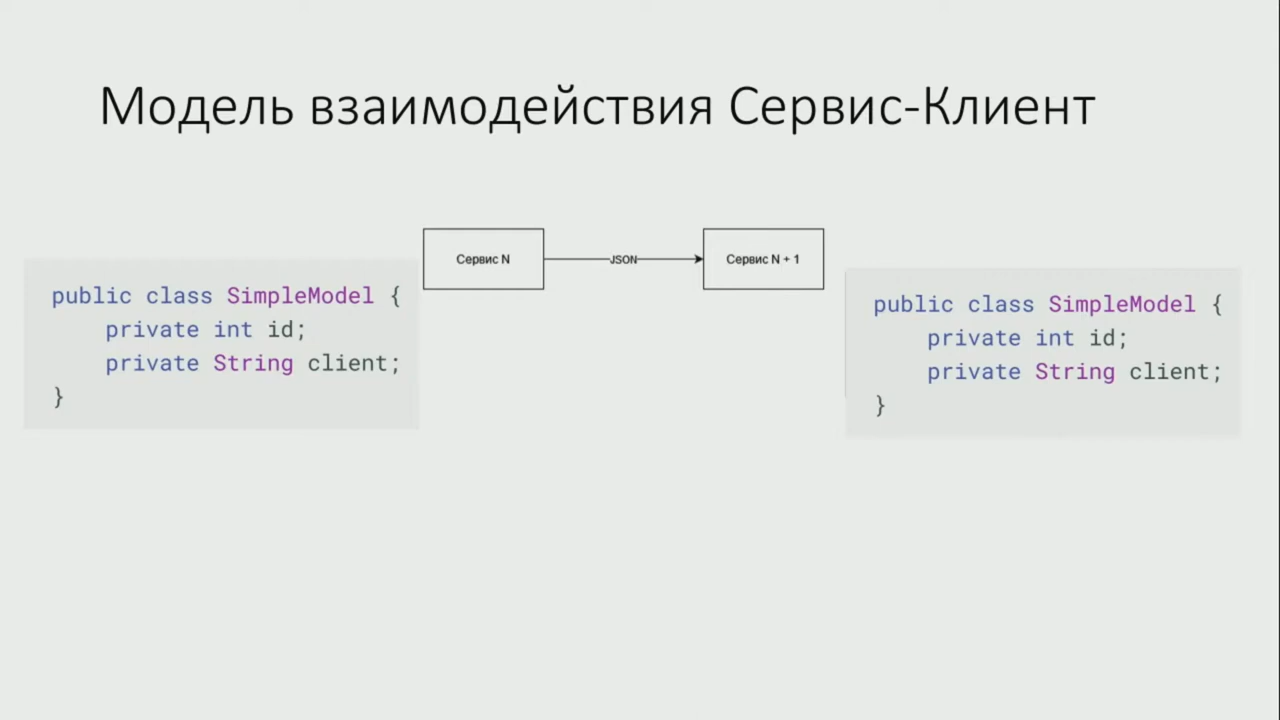 Модель взаимодействия Сервис-Клиент
Сервис N
JSON
Сервис N + 1
public class SimpleModel {
    private int id;
    private String client;
}
public class SimpleModel {
    private int id;
    private String client;
}